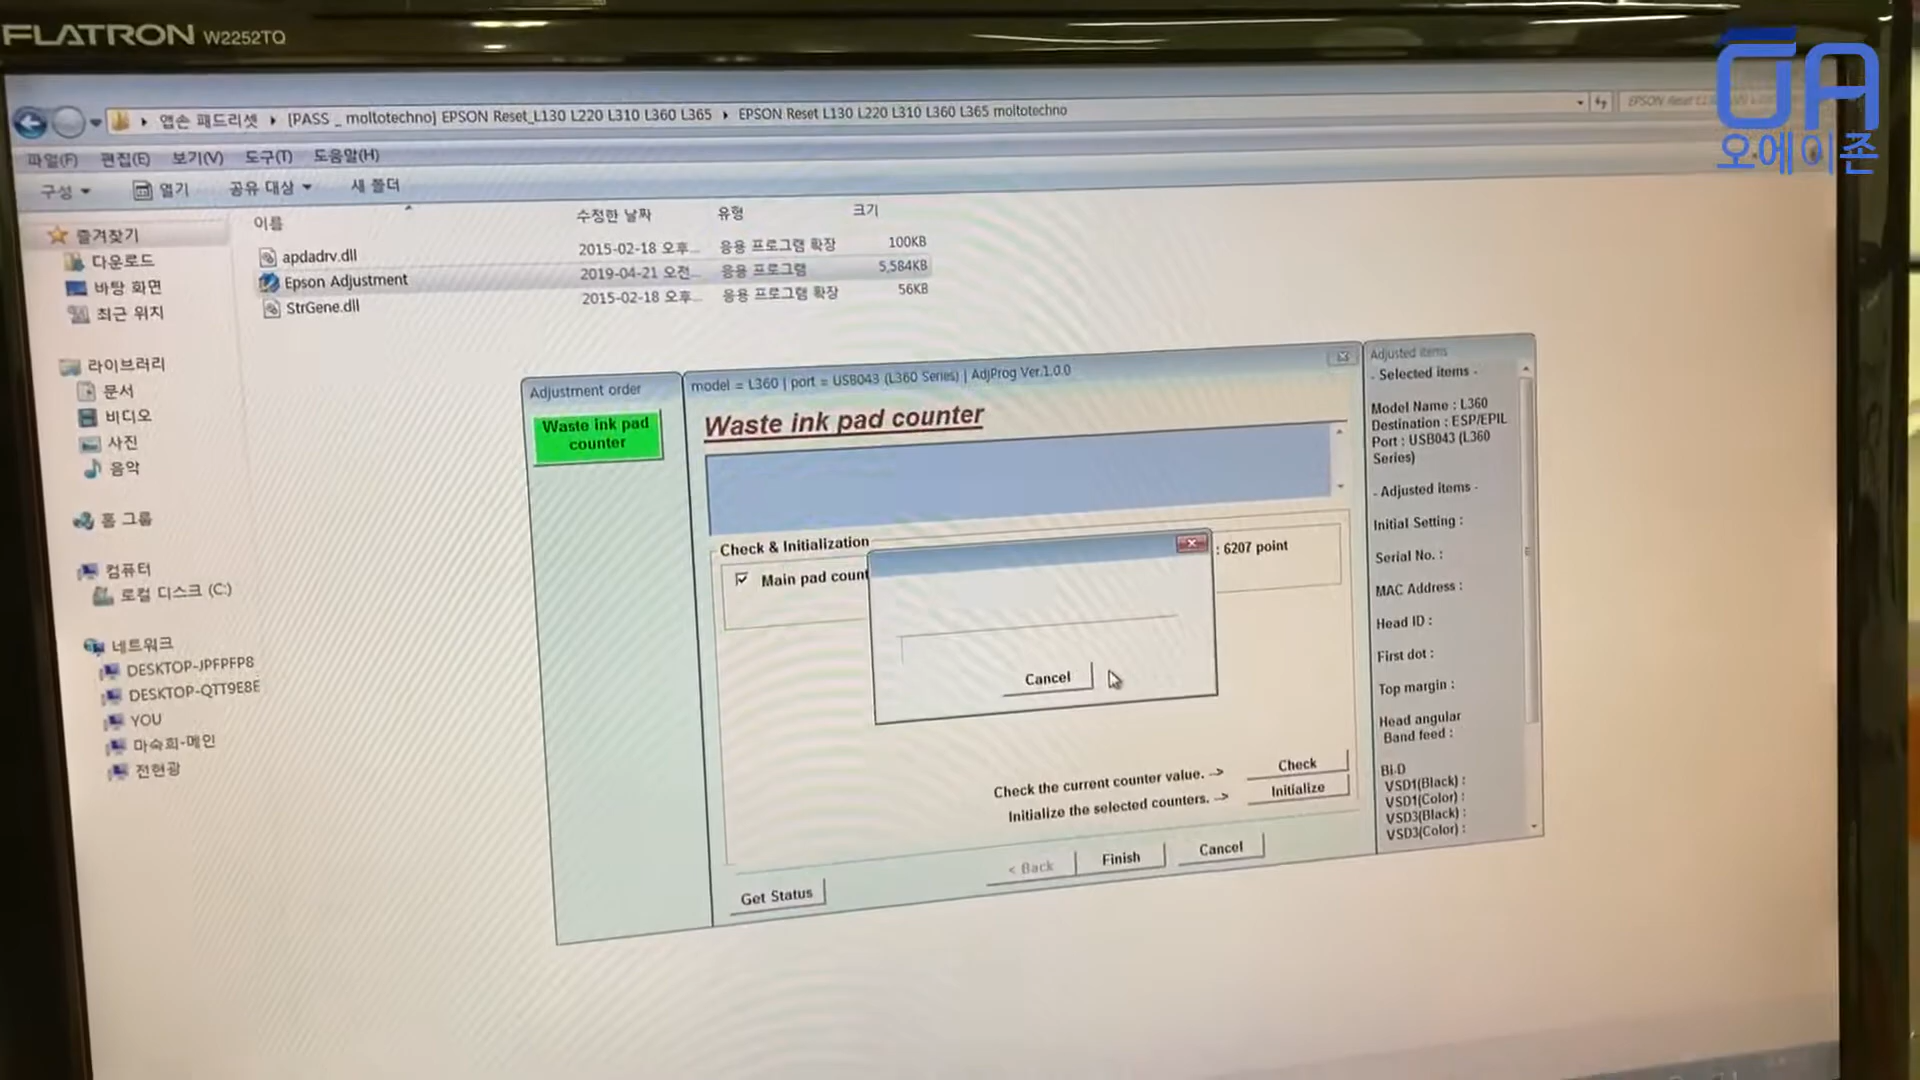 FLATRON W2252TQ
오에이존
앱손 패드리셋 [PASS _ moltotechno] EPSON Reset_L130 L220 L310 L360 L365 EPSON Reset L130 L220 L310 L360 L365 moltotechno
파일(F) 편집(E) 보기(V) 도구(T) 도움말(H)
구성 열기 공유 대상 새 폴더
이름 수정한 날짜 유형 크기
apdadrv.dll 2015-02-18 오후... 응용 프로그램 확장 100KB
Epson Adjustment 2019-04-21 오전... 응용 프로그램 5,584KB
StrGene.dll 2015-02-18 오후... 응용 프로그램 확장 56KB
즐겨찾기
다운로드
바탕 화면
최근 위치
라이브러리
문서
비디오
사진
음악
홈 그룹
컴퓨터
로컬 디스크 (C:)
네트워크
DESKTOP-JPFPFP8
DESKTOP-QTT9E8E
YOU
마숙희-메인
전현광
Adjustment order
Waste ink pad
counter
model = L360 | port = USB043 (L360 Series) | AdjProg Ver.1.0.0
Waste ink pad counter
Check & Initialization
Main pad count
: 6207 point
Cancel
Check the current counter value. -> Check
Initialize the selected counters. -> Initialize
< Back Finish Cancel
Get Status
Adjusted items
- Selected items -
Model Name : L360
Destination : ESP/EPIL
Port : USB043 (L360
Series)
- Adjusted items -
Initial Setting :
Serial No. :
MAC Address :
Head ID :
First dot :
Top margin :
Head angular
Band feed :
Bi-D
VSD1(Black) :
VSD1(Color) :
VSD3(Black) :
VSD3(Color) :